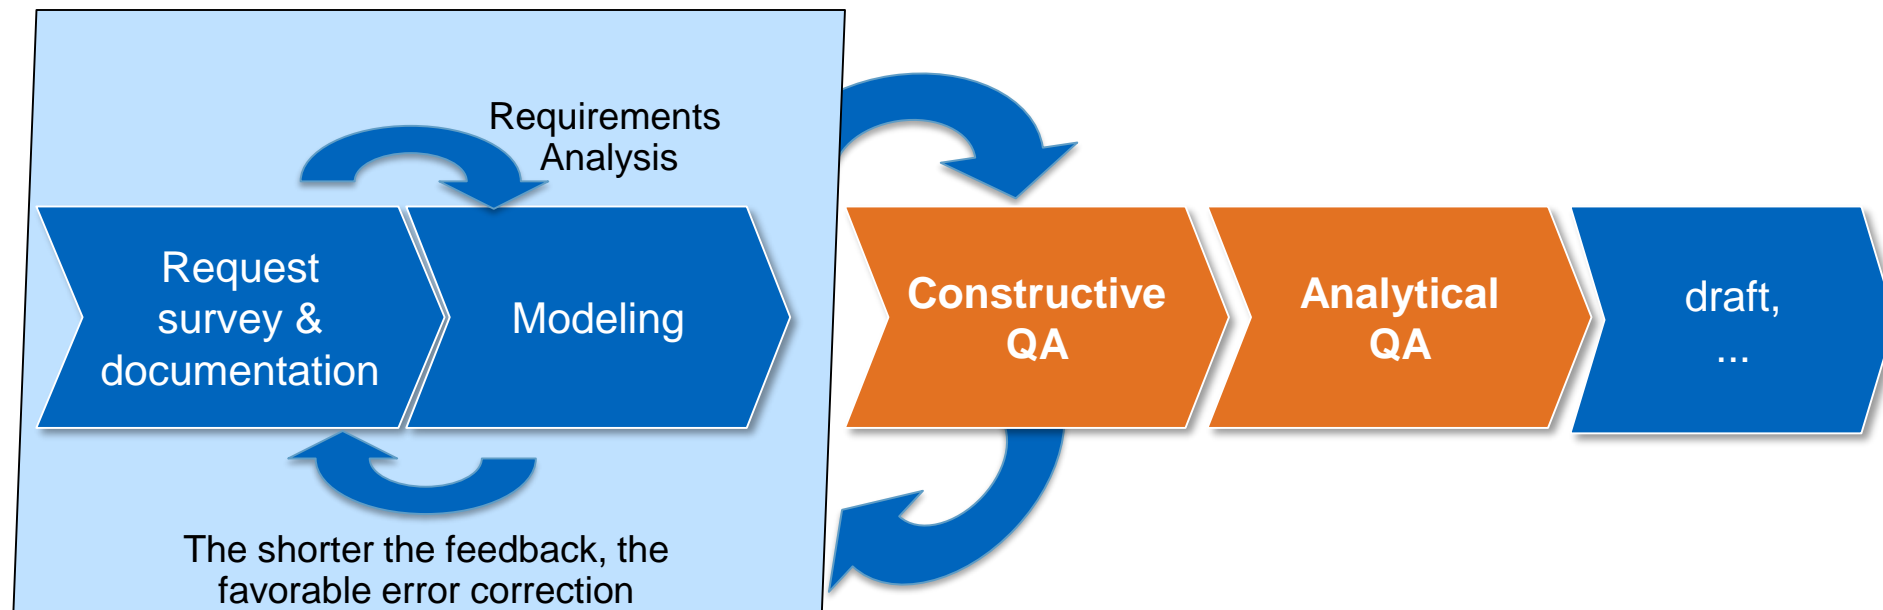 Requirements
Analysis
Request
survey &
documentation
Modeling
Constructive
QA
Analytical
QA
draft,
...
The shorter the feedback, the
favorable error correction